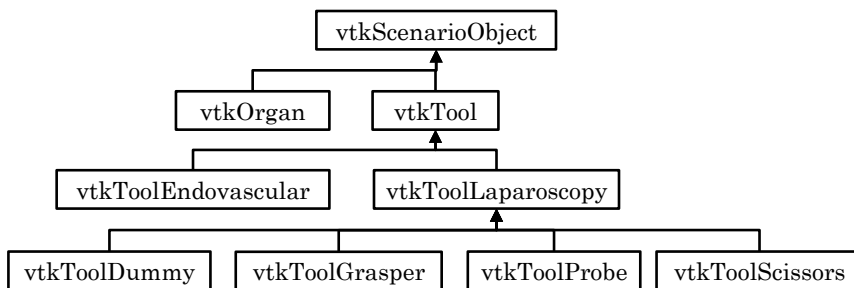 vtkScenarioObject
vtkOrgan vtkTool
vtkToolEndovascular vtkToolLaparoscopy
vtkToolDummy vtkToolGrasper vtkToolProbe vtkToolScissors